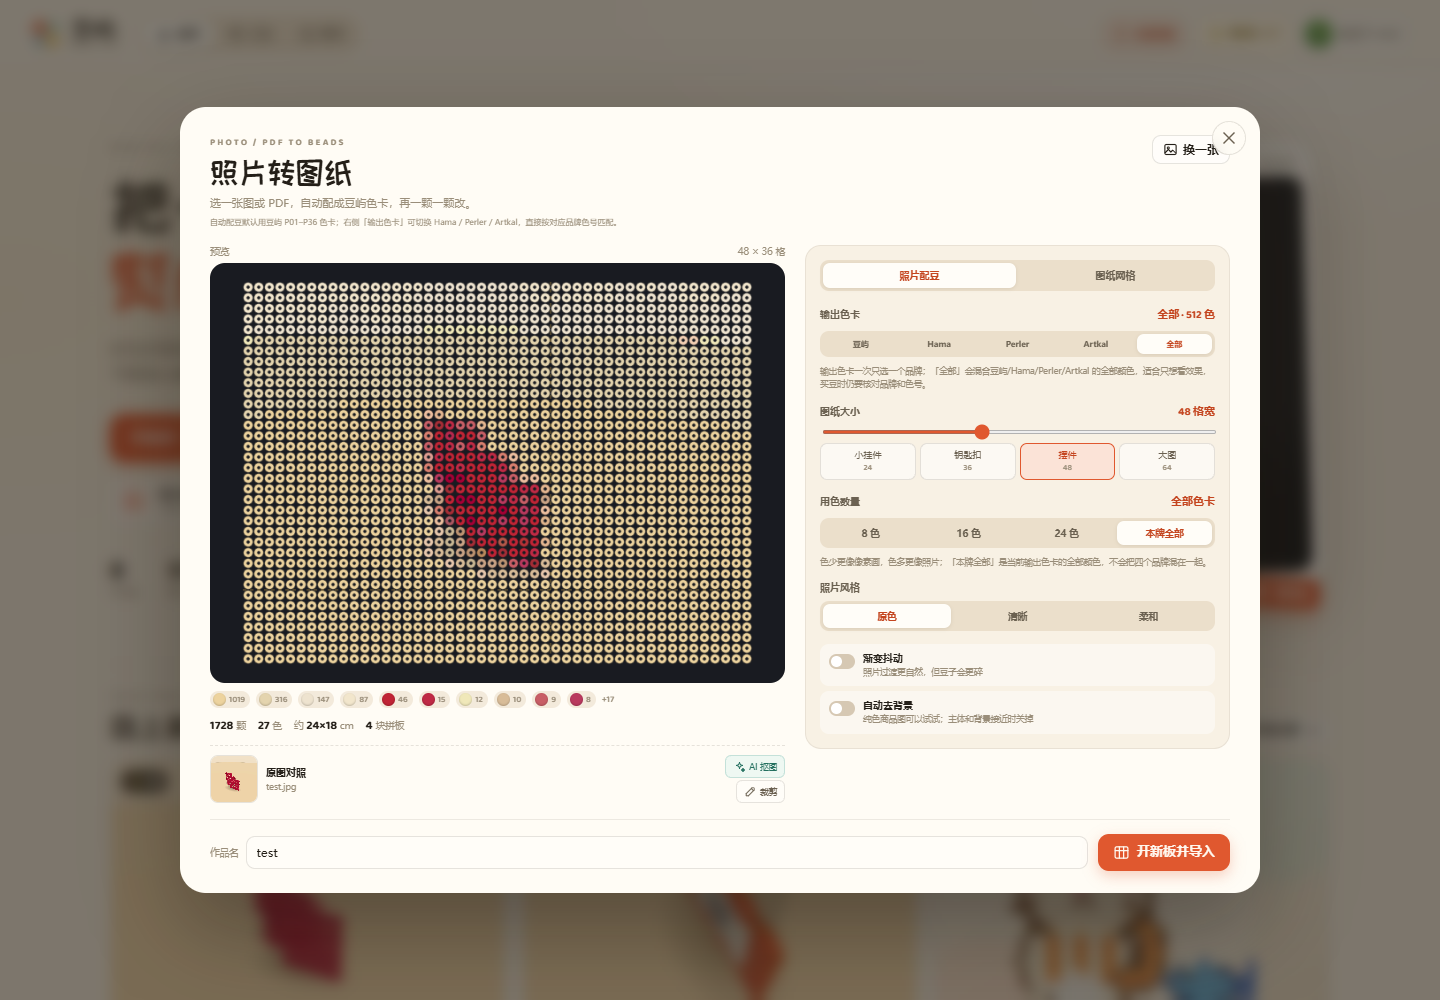 PHOTO / PDF TO BEADS
照片转图纸
选一张图或 PDF，自动配成豆屿色卡，再一颗一颗改。
自动配豆默认用豆屿 P01–P36 色卡；右侧「输出色卡」可切换 Hama / Perler / Artkal，直接按对应品牌色号匹配。
换一张
预览
48 × 36 格
1019
316
147
87
46
15
12
10
9
8
+17
1728 颗 27 色 约 24×18 cm 4 块拼板
原图对照
test.jpg
AI 抠图
裁剪
照片配豆
图纸网格
输出色卡
全部 · 512 色
豆屿
Hama
Perler
Artkal
全部
输出色卡一次只选一个品牌；「全部」会混合豆屿/Hama/Perler/Artkal 的全部颜色，适合只想看效果，
买豆时仍要核对品牌和色号。
图纸大小
48 格宽
小挂件
24
钥匙扣
36
摆件
48
大图
64
用色数量
全部色卡
8 色
16 色
24 色
本牌全部
色少更像像素画，色多更像照片；「本牌全部」是当前输出色卡的全部颜色，不会把四个品牌混在一起。
照片风格
原色
清晰
柔和
渐变抖动
照片过渡更自然，但豆子会更碎
自动去背景
纯色商品图可以试试；主体和背景接近时关掉
作品名
test
开新板并导入